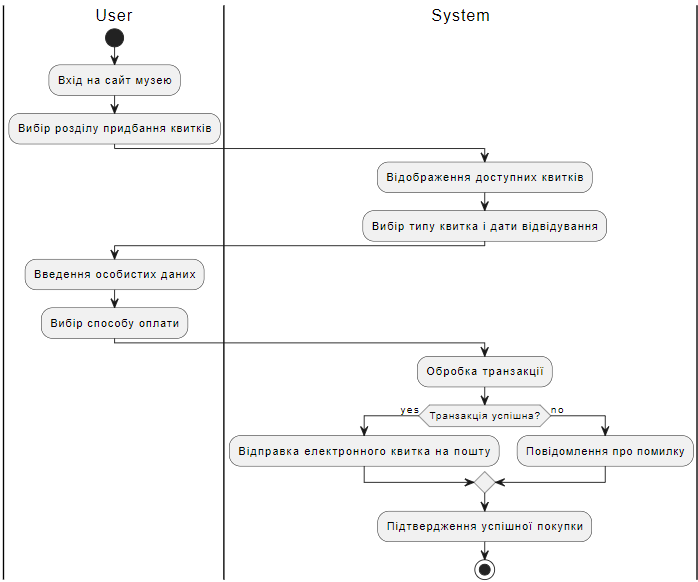 User
System
Вхід на сайт музею
Вибір розділу придбання квитків
Відображення доступних квитків
Вибір типу квитка і дати відвідування
Введення особистих даних
Вибір способу оплати
Обробка транзакції
yes
Транзакція успішна?
no
Відправка електронного квитка на пошту
Повідомлення про помилку
Підтвердження успішної покупки